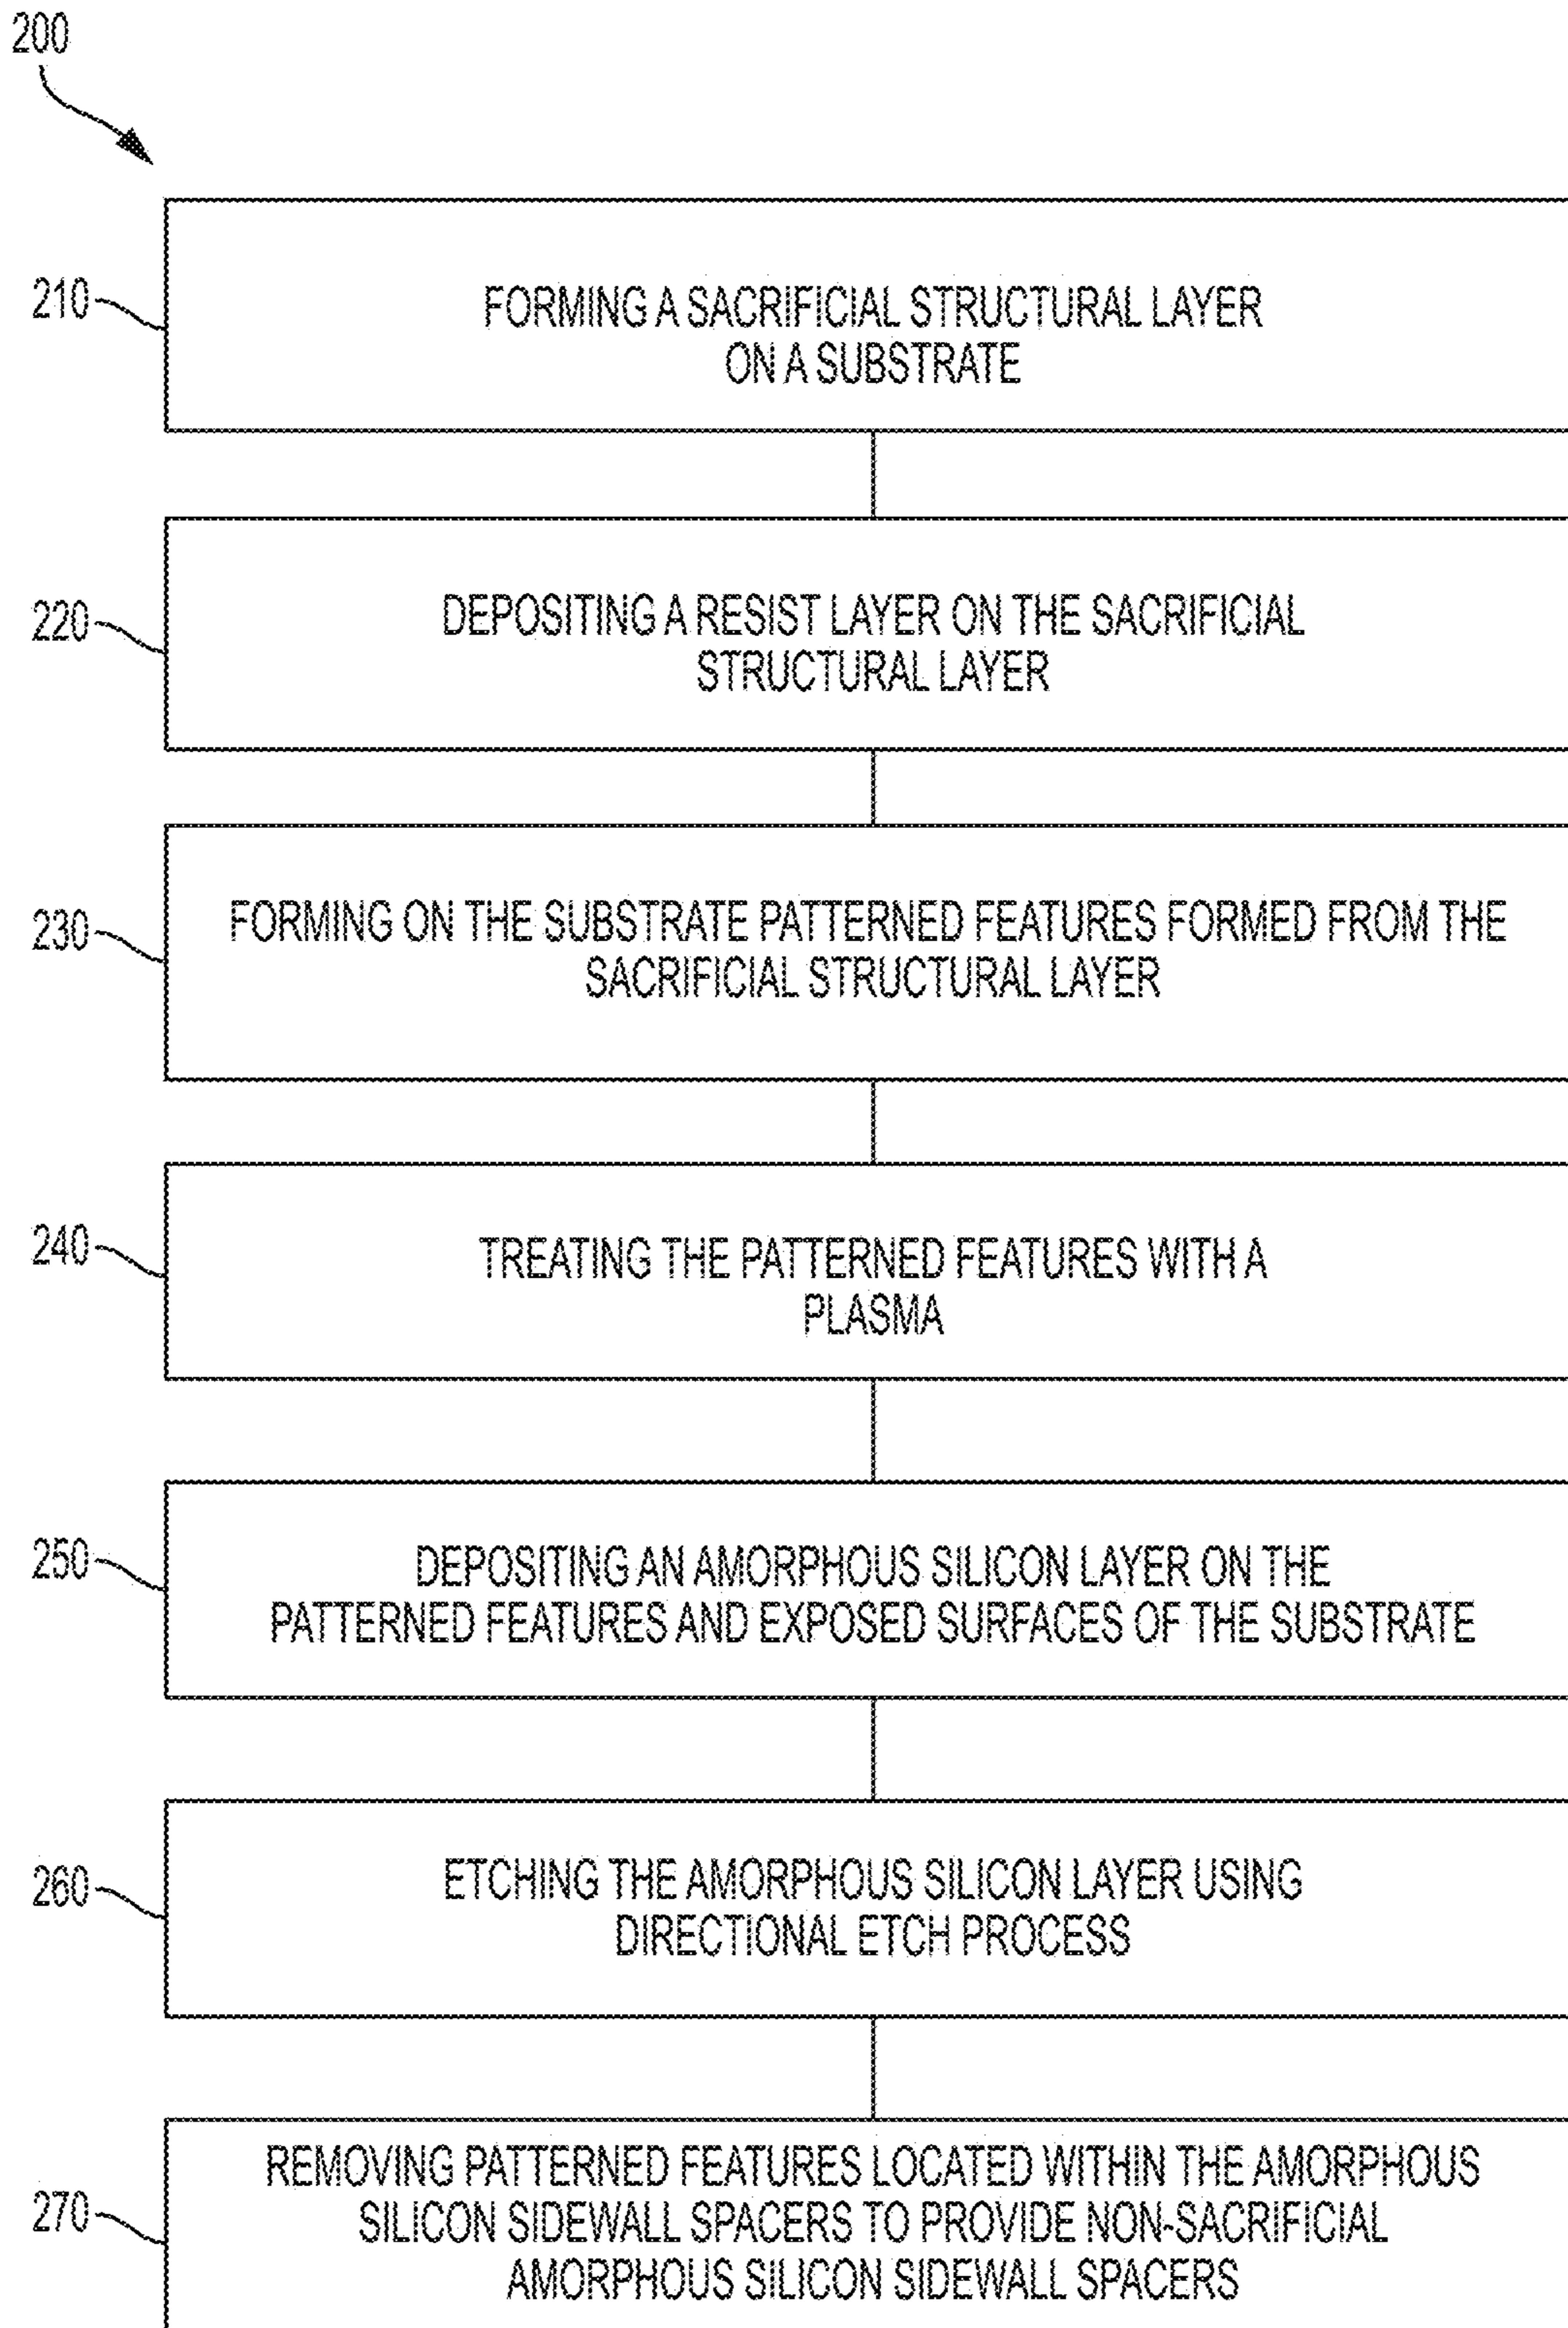 200
210
FORMING A SACRIFICIAL STRUCTURAL LAYER
ON A SUBSTRATE
220
DEPOSITING A RESIST LAYER ON THE SACRIFICIAL
STRUCTURAL LAYER
230
FORMING ON THE SUBSTRATE PATTERNED FEATURES FORMED FROM THE
SACRIFICIAL STRUCTURAL LAYER
240
TREATING THE PATTERNED FEATURES WITH A
PLASMA
250
DEPOSITING AN AMORPHOUS SILICON LAYER ON THE
PATTERNED FEATURES AND EXPOSED SURFACES OF THE SUBSTRATE
260
ETCHING THE AMORPHOUS SILICON LAYER USING
DIRECTIONAL ETCH PROCESS
270
REMOVING PATTERNED FEATURES LOCATED WITHIN THE AMORPHOUS
SILICON SIDEWALL SPACERS TO PROVIDE NON-SACRIFICIAL
AMORPHOUS SILICON SIDEWALL SPACERS